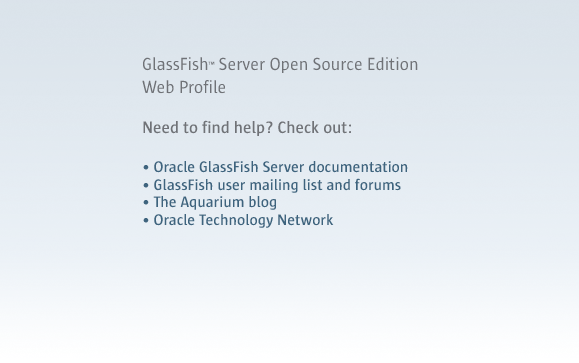 GlassFish™ Server Open Source Edition
Web Profile
Need to find help? Check out:
• Oracle GlassFish Server documentation
• GlassFish user mailing list and forums
• The Aquarium blog
• Oracle Technology Network